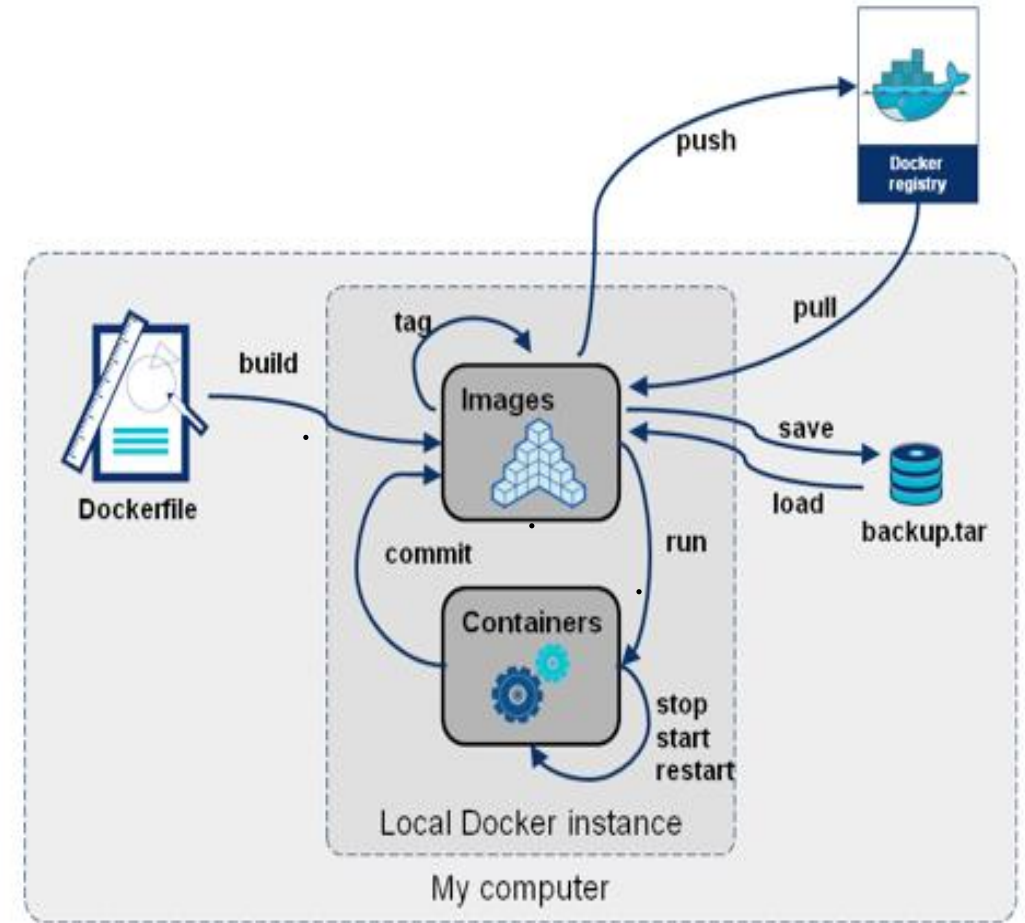 push
Docker
registry
tag
pull
build
Images
save
Dockerfile
load
backup.tar
commit
run
Containers
stop
start
restart
Local Docker instance
My computer